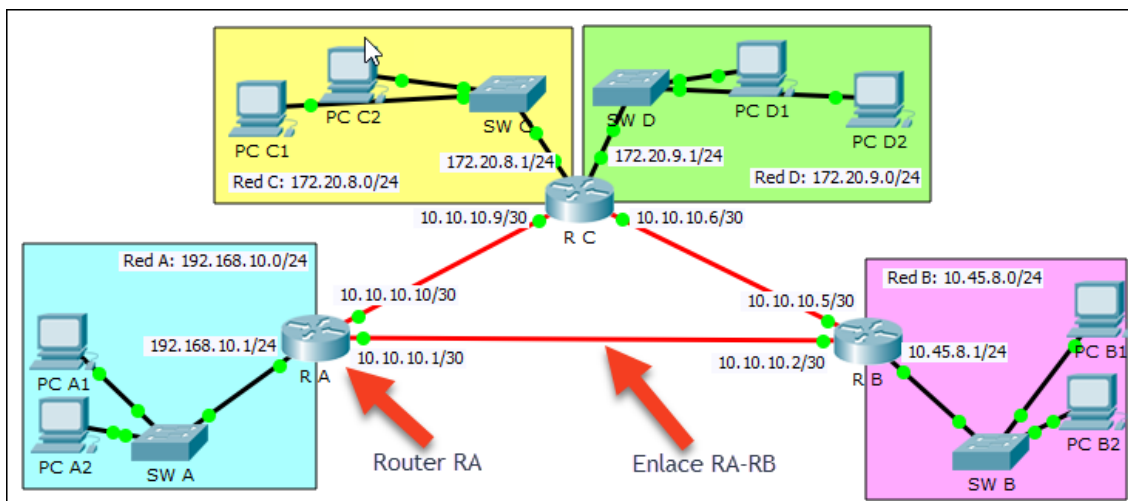 PC C2
PC C1
SW C
172.20.8.1/24
Red C: 172.20.8.0/24
SW D
PC D1
PC D2
172.20.9.1/24
Red D: 172.20.9.0/24
10.10.10.9/30
10.10.10.6/30
R C
Red A: 192.168.10.0/24
10.10.10.10/30
192.168.10.1/24
10.10.10.1/30
R A
PC A1
PC A2
SW A
Router RA
Enlace RA-RB
Red B: 10.45.8.0/24
10.10.10.5/30
10.10.10.2/30
10.45.8.1/24
R B
PC B1
PC B2
SW B